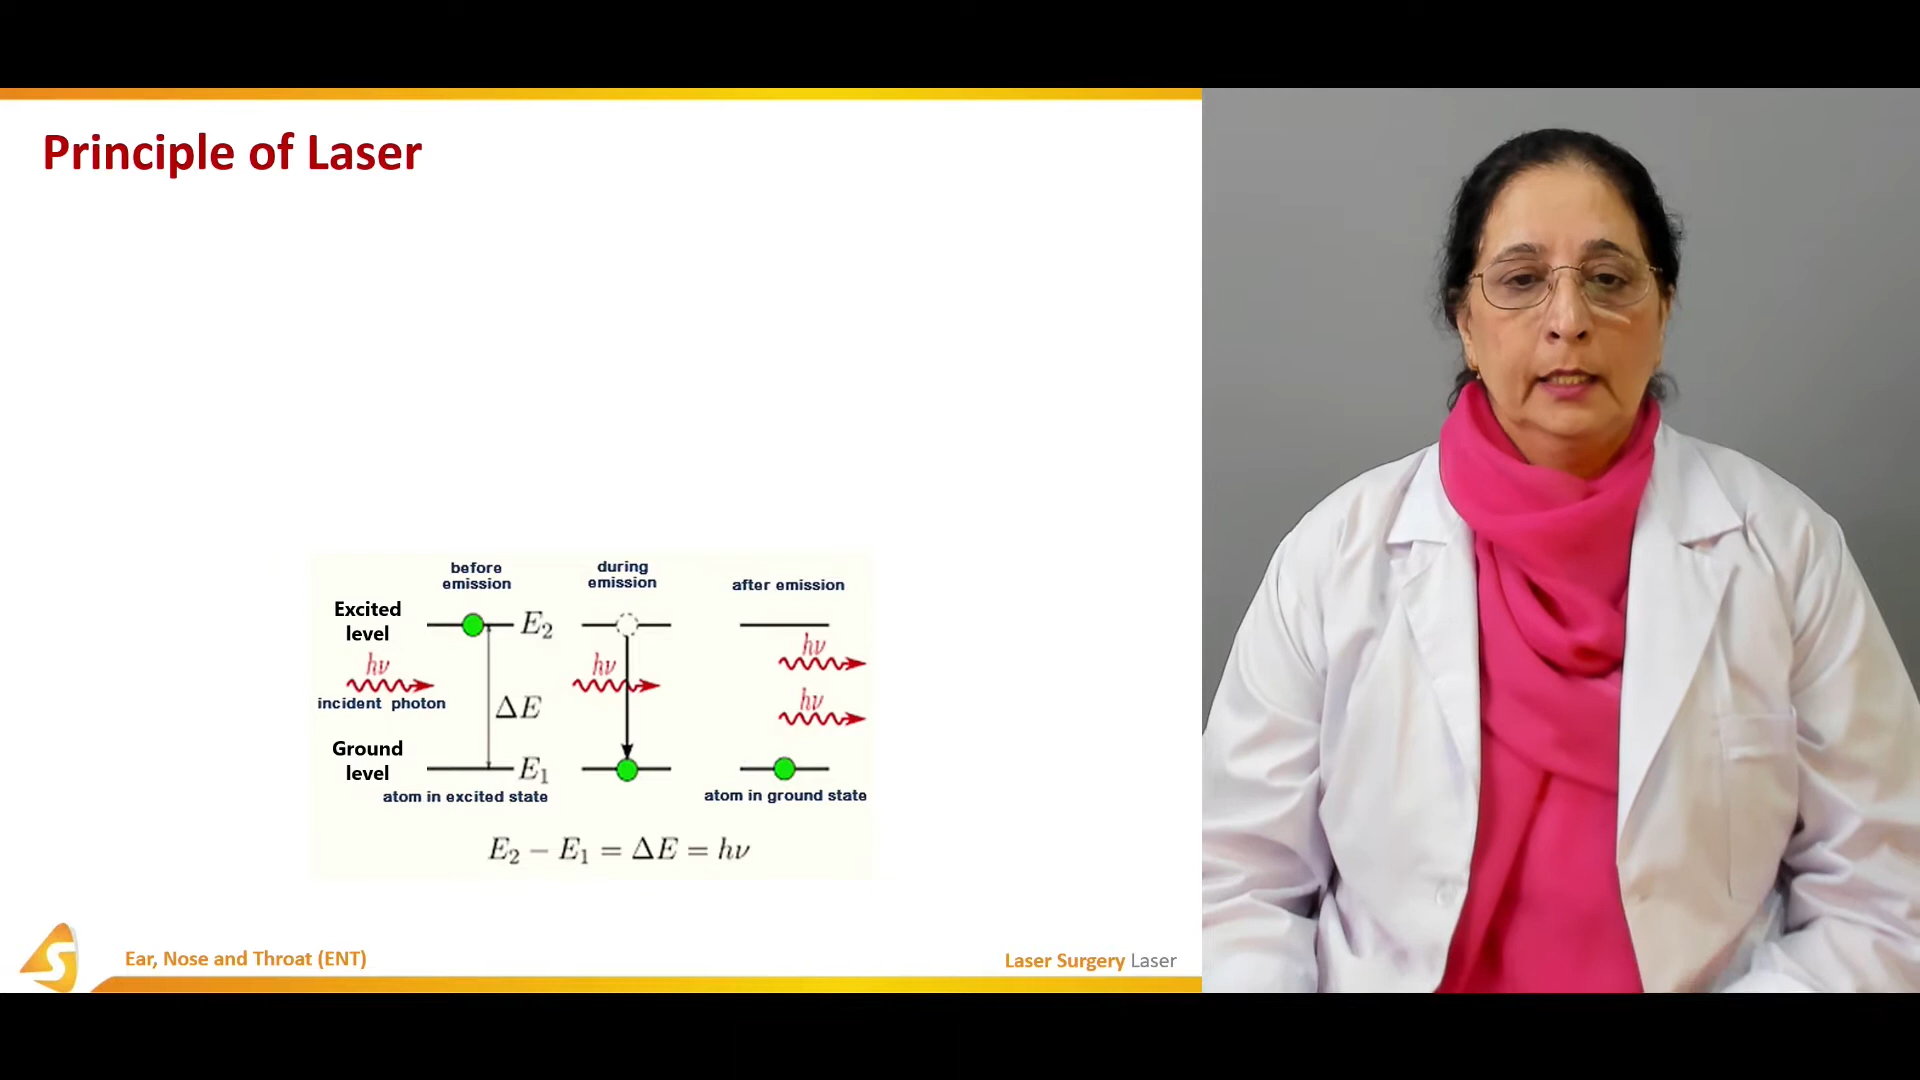 Principle of Laser
before
emission
during
emission
after emission
Excited
level
E₂
hν
hν
hν
incident photon
ΔE
hν
Ground
level
E₁
atom in excited state
atom in ground state
E₂ − E₁ = ΔE = hν
S
Ear, Nose and Throat (ENT)
Laser Surgery Laser